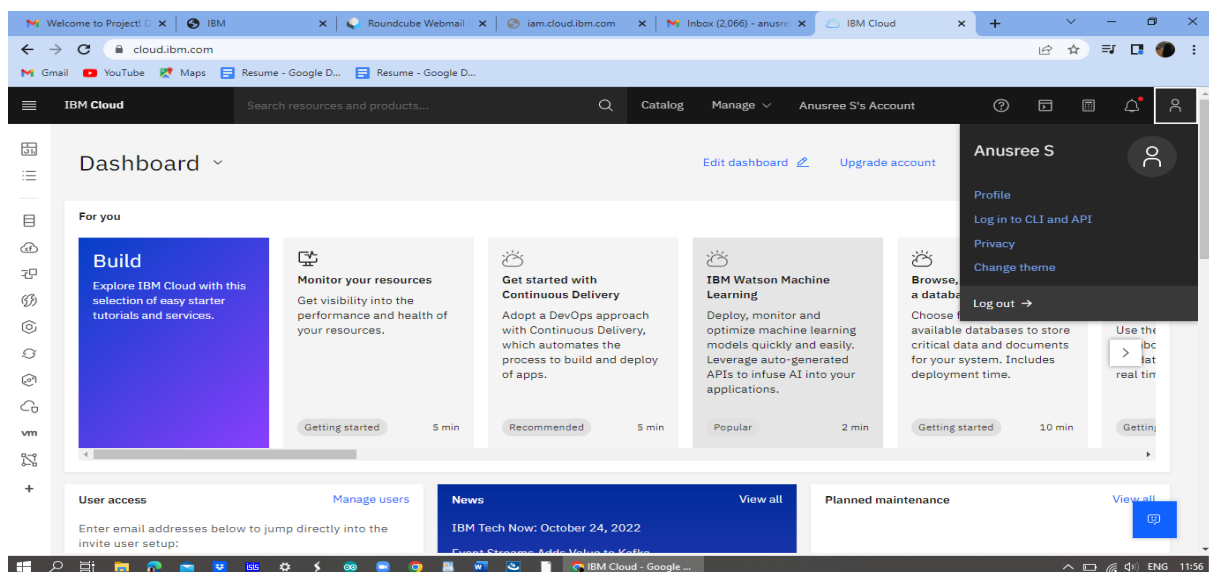 Welcome to Project! D
IBM
Roundcube Webmail :
iam.cloud.ibm.com
Inbox (2,066) - anusre
IBM Cloud
cloud.ibm.com
Gmail
YouTube
Maps
Resume - Google D...
Resume - Google D...
IBM Cloud
Search resources and products...
Catalog
Manage
Anusree S's Account
Dashboard
Edit dashboard
Upgrade account
Anusree S
Profile
Log in to CLI and API
Privacy
Change theme
Log out →
For you
Build
Explore IBM Cloud with this
selection of easy starter
tutorials and services.
Monitor your resources
Get visibility into the
performance and health of
your resources.
Getting started 5 min
Get started with
Continuous Delivery
Adopt a DevOps approach
with Continuous Delivery,
which automates the
process to build and deploy
of apps.
Recommended 5 min
IBM Watson Machine
Learning
Deploy, monitor and
optimize machine learning
models quickly and easily.
Leverage auto-generated
APIs to infuse AI into your
applications.
Popular 2 min
Browse,
a databa
Choose f
available databases to store
critical data and documents
for your system. Includes
deployment time.
Getting started 10 min
Use the
real tim
Getting
vm
User access
Manage users
Enter email addresses below to jump directly into the
invite user setup:
News
View all
IBM Tech Now: October 24, 2022
Event Streams Adds Value to Kafka
Planned maintenance
View all
IBM Cloud - Google ...
ENG
11:56